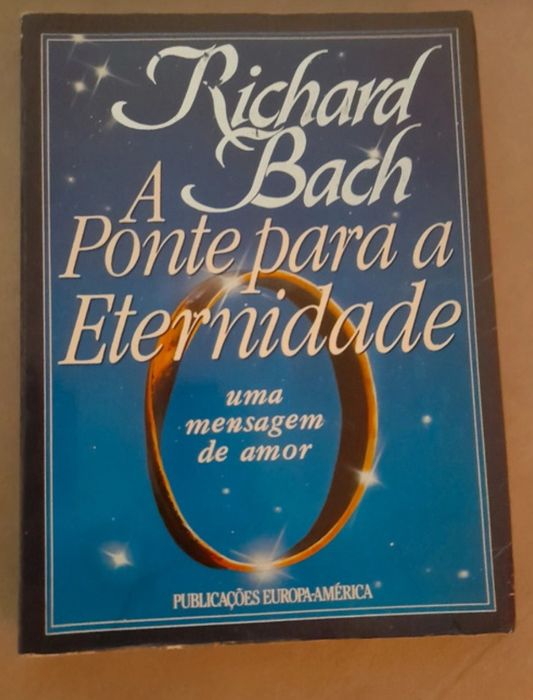 Richard
Bach
A
Ponte para a
Eternidade
uma
mensagem
de amor
PUBLICAÇÕES EUROPA-AMÉRICA